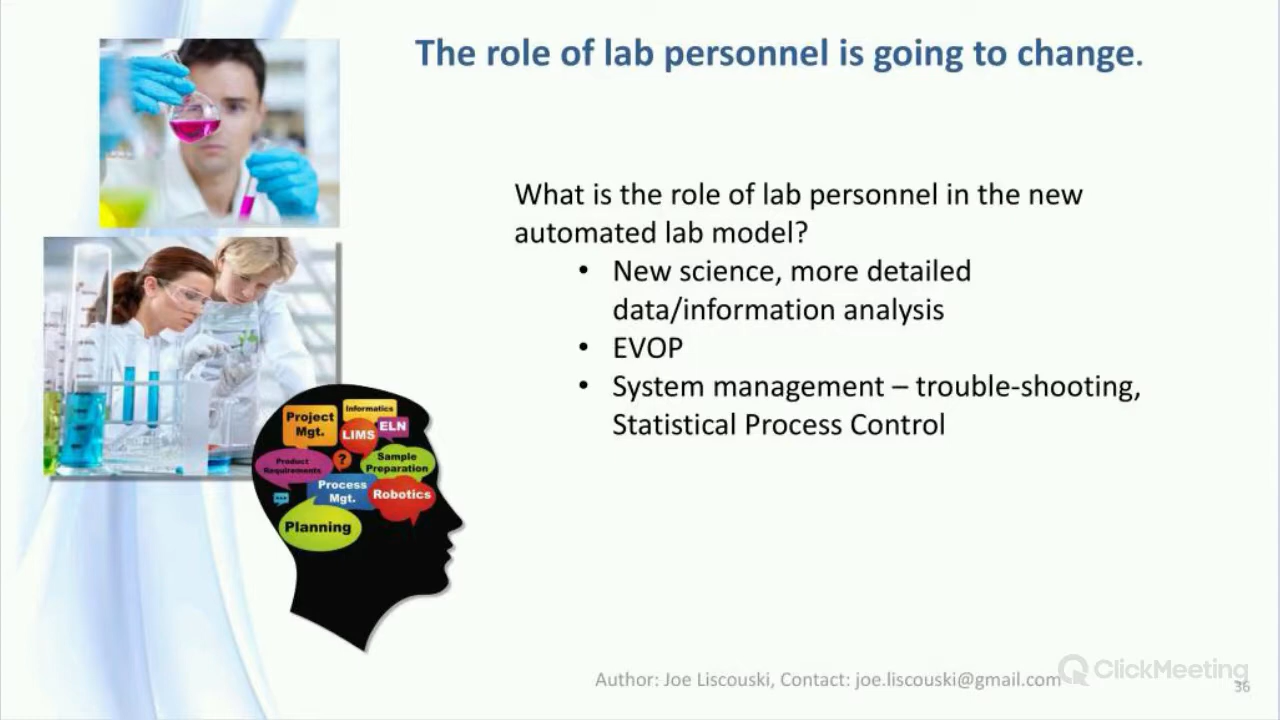 The role of lab personnel is going to change.
What is the role of lab personnel in the new
automated lab model?
• New science, more detailed
data/information analysis
• EVOP
• System management – trouble-shooting,
Statistical Process Control
Project
Mgt.
Informatics
LIMS
ELN
Product
Requirements
?
Sample
Preparation
Process
Mgt.
Robotics
Planning
Author: Joe Liscouski, Contact: joe.liscouski@gmail.com
ClickMeeting
36